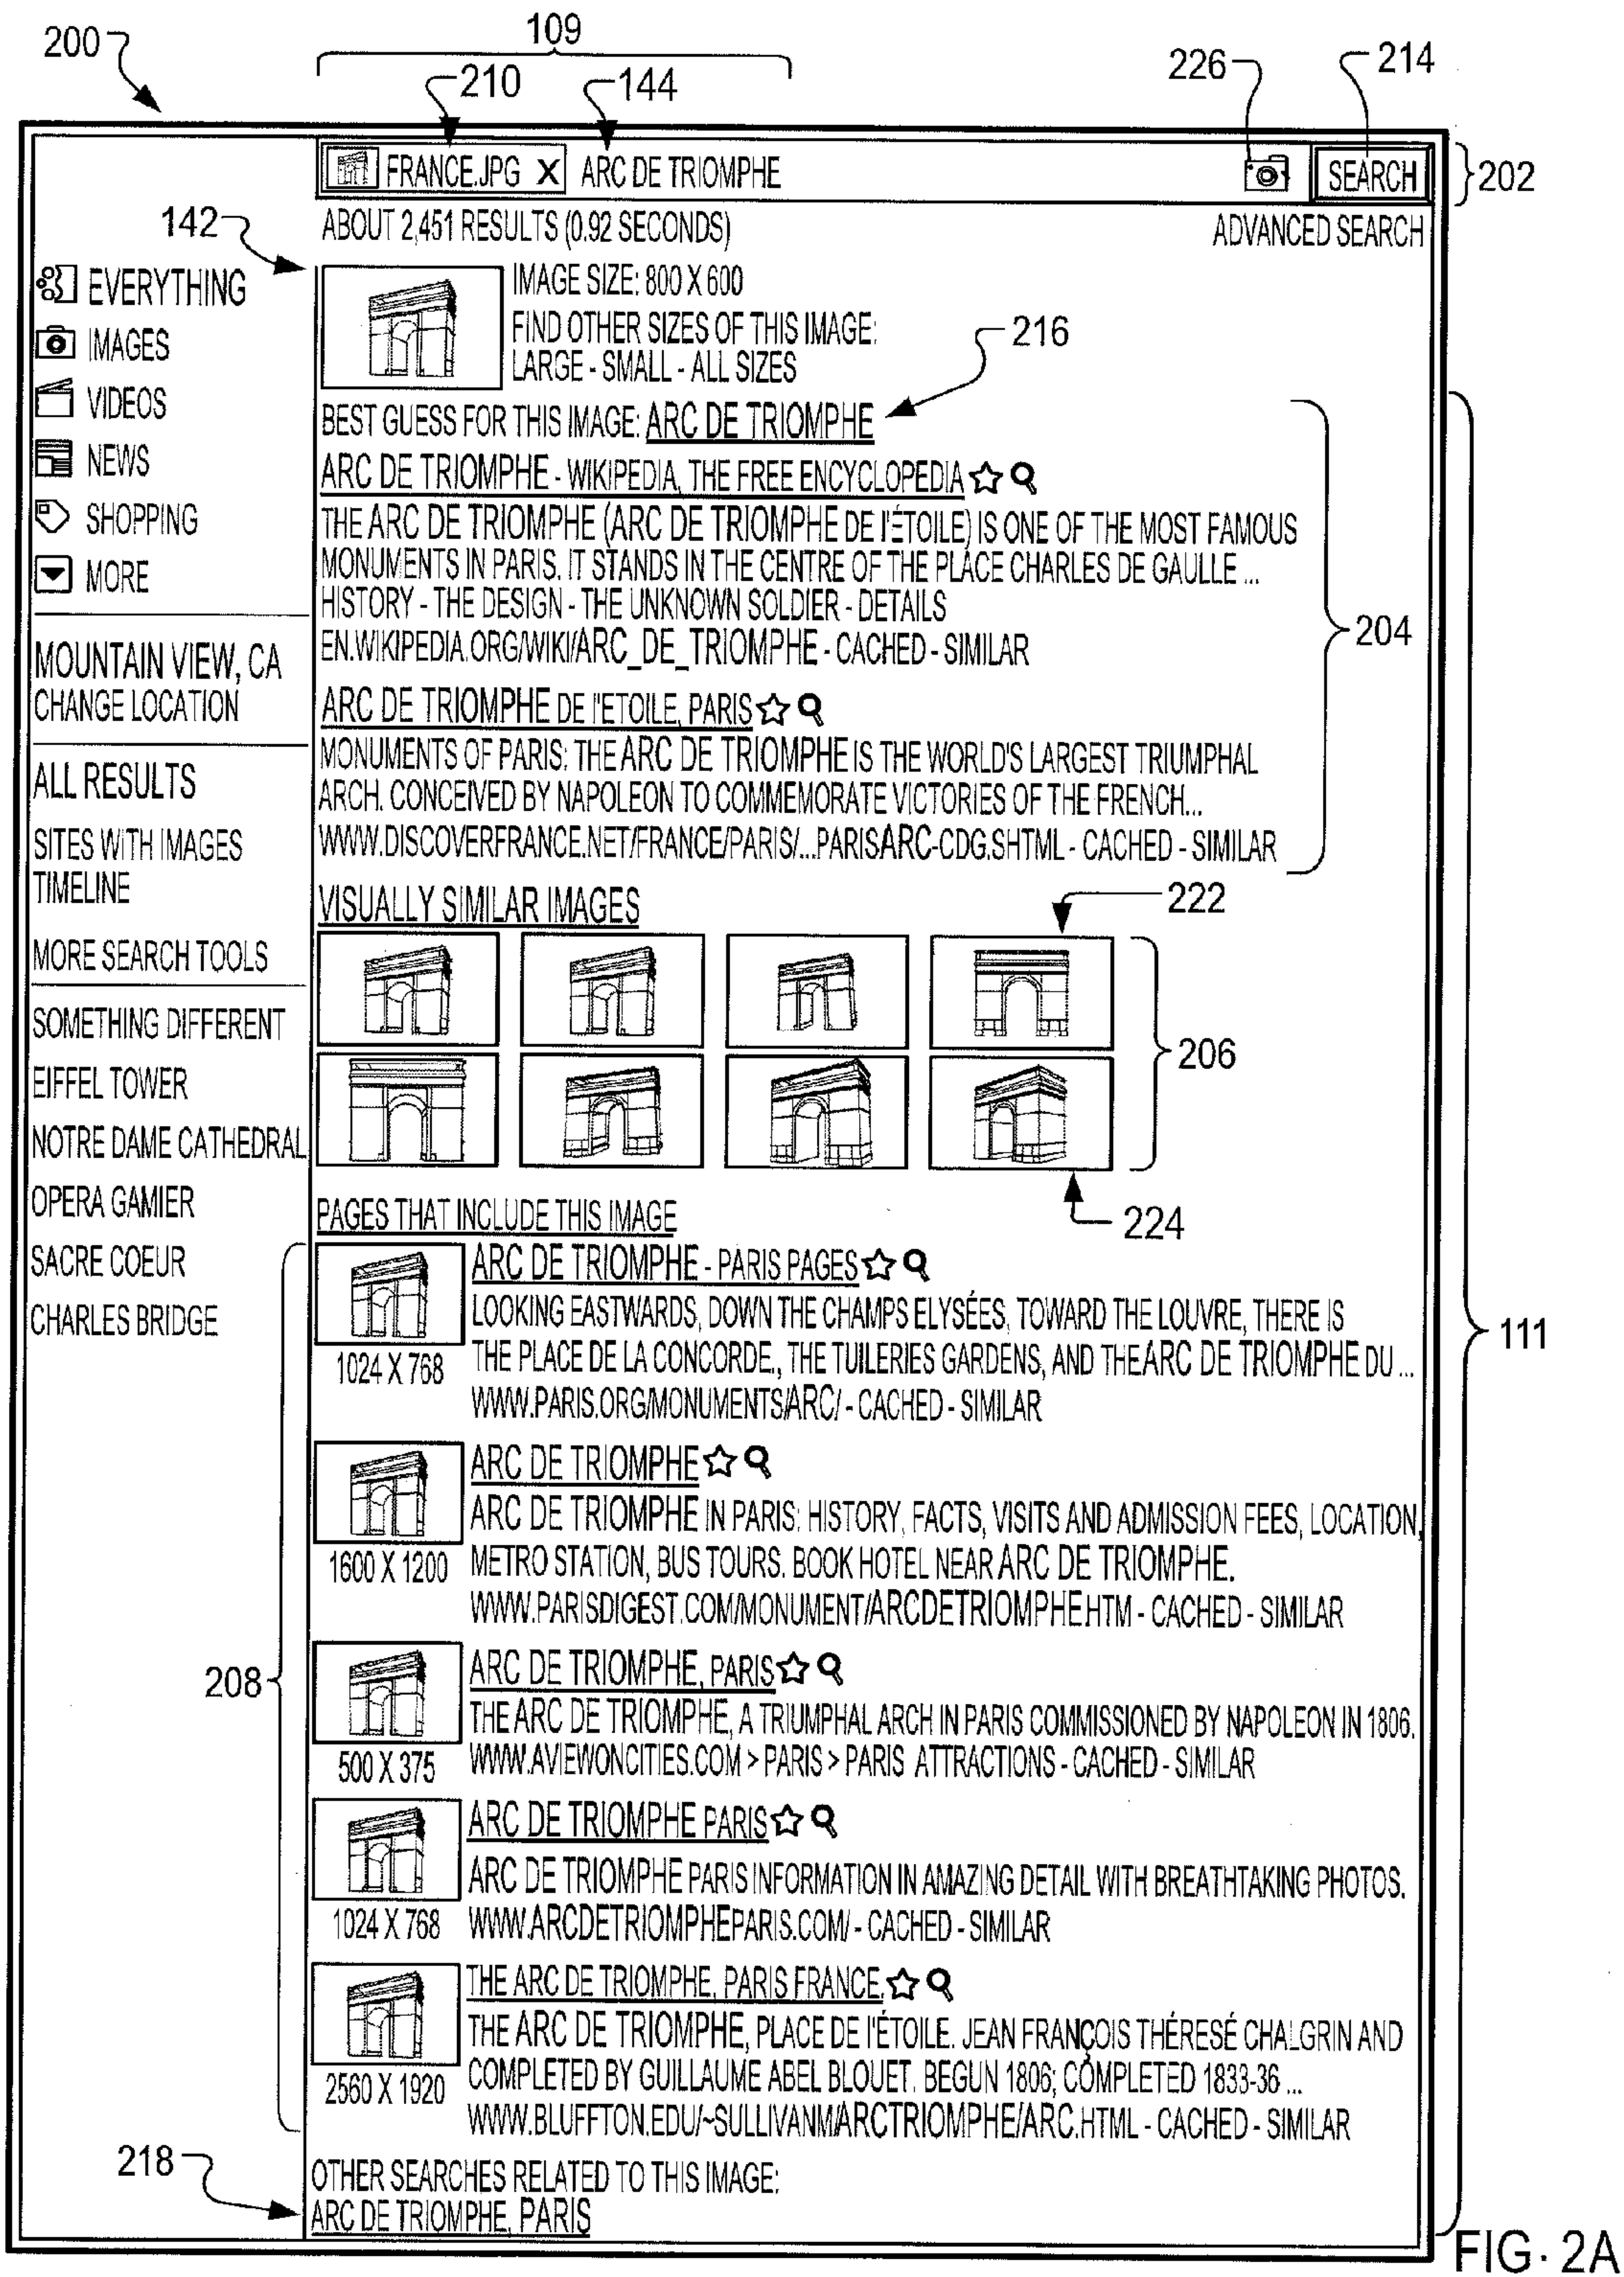 109
200
210
144
226
214
FRANCE.JPG X ARC DE TRIOMPHE
SEARCH
202
142
ABOUT 2,451 RESULTS (0.92 SECONDS)
ADVANCED SEARCH
EVERYTHING
IMAGES
VIDEOS
NEWS
SHOPPING
MORE
MOUNTAIN VIEW, CA
CHANGE LOCATION
ALL RESULTS
SITES WITH IMAGES
TIMELINE
MORE SEARCH TOOLS
SOMETHING DIFFERENT
EIFFEL TOWER
NOTRE DAME CATHEDRAL
OPERA GAMIER
SACRE COEUR
CHARLES BRIDGE
IMAGE SIZE: 800 X 600
FIND OTHER SIZES OF THIS IMAGE:
LARGE - SMALL - ALL SIZES
216
BEST GUESS FOR THIS IMAGE: ARC DE TRIOMPHE
ARC DE TRIOMPHE - WIKIPEDIA, THE FREE ENCYCLOPEDIA
THE ARC DE TRIOMPHE (ARC DE TRIOMPHE DE l'ÉTOILE) IS ONE OF THE MOST FAMOUS
MONUMENTS IN PARIS. IT STANDS IN THE CENTRE OF THE PLACE CHARLES DE GAULLE ...
HISTORY - THE DESIGN - THE UNKNOWN SOLDIER - DETAILS
EN.WIKIPEDIA.ORG/WIKI/ARC_DE_TRIOMPHE - CACHED - SIMILAR
204
ARC DE TRIOMPHE DE l'ETOILE, PARIS
MONUMENTS OF PARIS: THE ARC DE TRIOMPHE IS THE WORLD'S LARGEST TRIUMPHAL
ARCH. CONCEIVED BY NAPOLEON TO COMMEMORATE VICTORIES OF THE FRENCH...
WWW.DISCOVERFRANCE.NET/FRANCE/PARIS/...PARISARC-CDG.SHTML - CACHED - SIMILAR
VISUALLY SIMILAR IMAGES
222
206
224
PAGES THAT INCLUDE THIS IMAGE
ARC DE TRIOMPHE - PARIS PAGES
LOOKING EASTWARDS, DOWN THE CHAMPS ELYSÉES, TOWARD THE LOUVRE, THERE IS
THE PLACE DE LA CONCORDE,, THE TUILERIES GARDENS, AND THE ARC DE TRIOMPHE DU ...
WWW.PARIS.ORG/MONUMENTS/ARC/ - CACHED - SIMILAR
1024 X 768
111
ARC DE TRIOMPHE
ARC DE TRIOMPHE IN PARIS: HISTORY, FACTS, VISITS AND ADMISSION FEES, LOCATION,
METRO STATION, BUS TOURS. BOOK HOTEL NEAR ARC DE TRIOMPHE.
WWW.PARISDIGEST.COM/MONUMENT/ARCDETRIOMPHE.HTM - CACHED - SIMILAR
1600 X 1200
208
ARC DE TRIOMPHE, PARIS
THE ARC DE TRIOMPHE, A TRIUMPHAL ARCH IN PARIS COMMISSIONED BY NAPOLEON IN 1806.
WWW.AVIEWONCITIES.COM > PARIS > PARIS ATTRACTIONS - CACHED - SIMILAR
500 X 375
ARC DE TRIOMPHE PARIS
ARC DE TRIOMPHE PARIS INFORMATION IN AMAZING DETAIL WITH BREATHTAKING PHOTOS.
WWW.ARCDETRIOMPHEPARIS.COM/ - CACHED - SIMILAR
1024 X 768
THE ARC DE TRIOMPHE, PARIS FRANCE.
THE ARC DE TRIOMPHE, PLACE DE l'ÉTOILE. JEAN FRANÇOIS THÉRESÉ CHALGRIN AND
COMPLETED BY GUILLAUME ABEL BLOUET. BEGUN 1806; COMPLETED 1833-36 ...
WWW.BLUFFTON.EDU/~SULLIVANM/ARCTRIOMPHE/ARC.HTML - CACHED - SIMILAR
2560 X 1920
218
OTHER SEARCHES RELATED TO THIS IMAGE:
ARC DE TRIOMPHE, PARIS
FIG. 2A